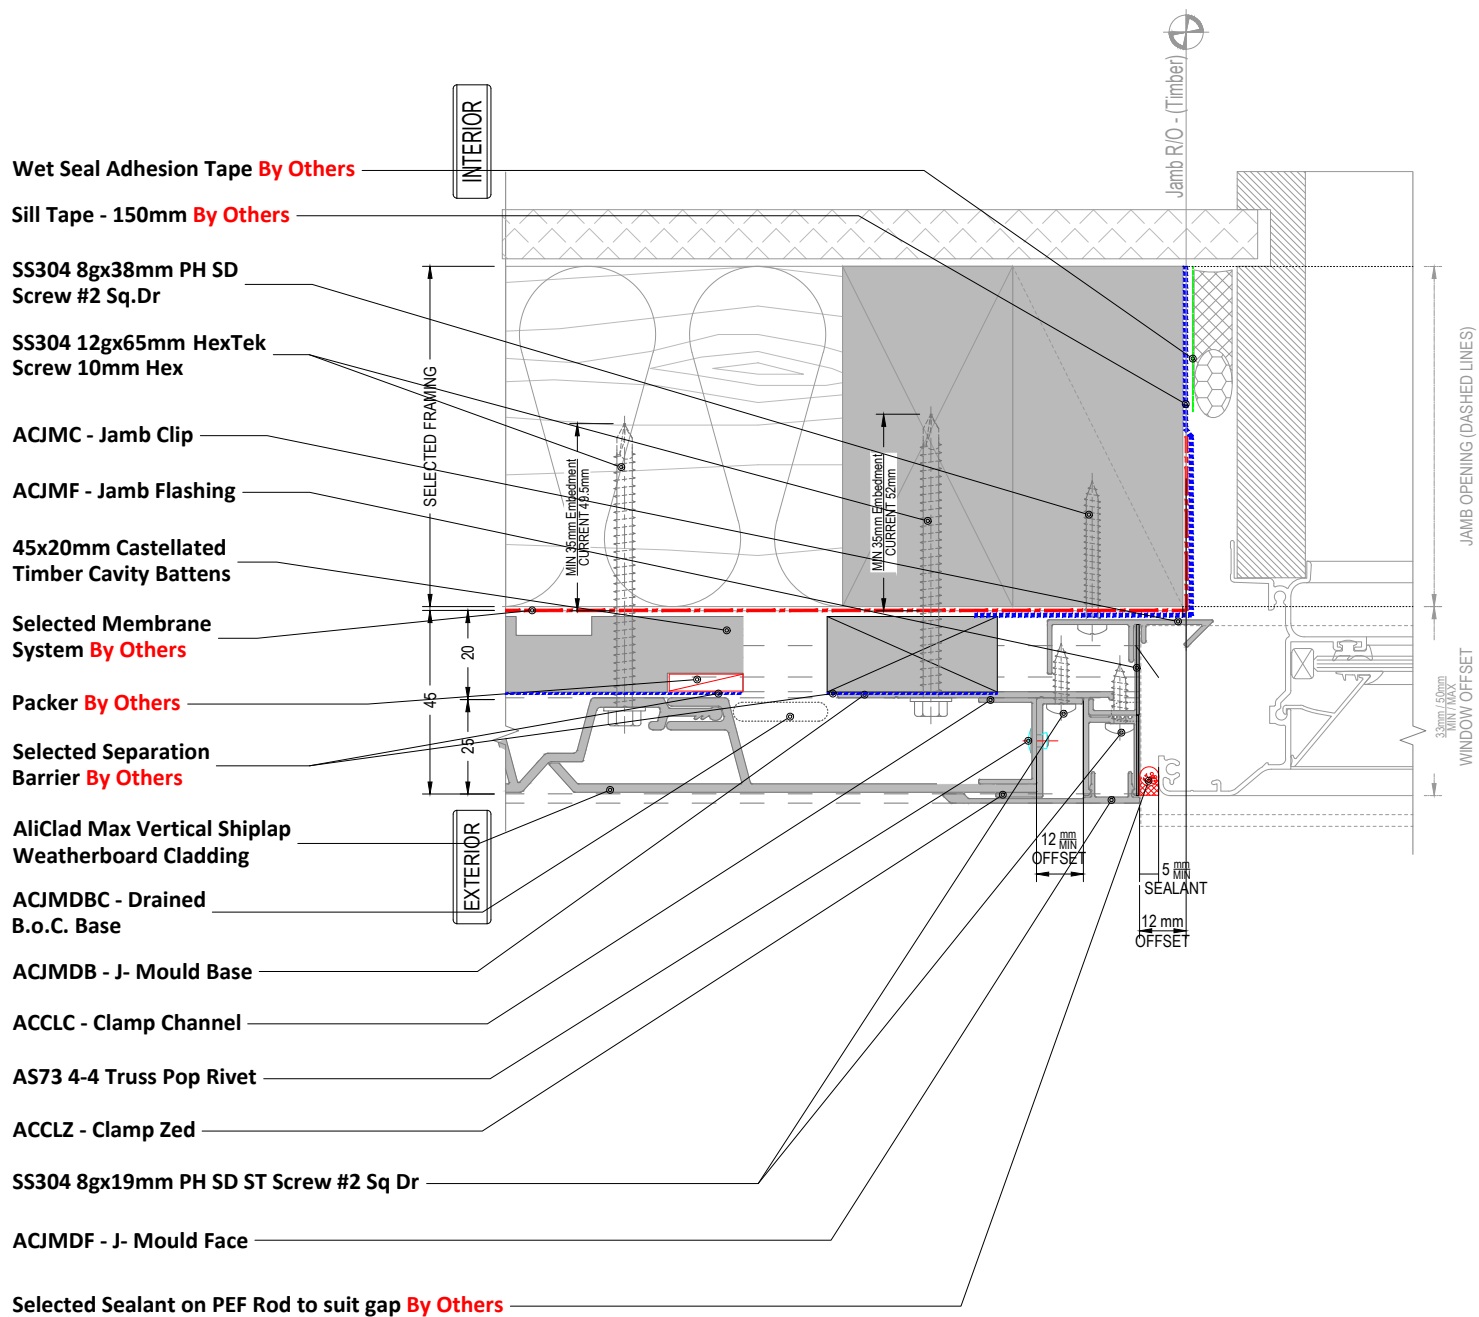 Jamb R/O - (Timber)
INTERIOR
Wet Seal Adhesion Tape By Others
Sill Tape - 150mm By Others
SS304 8gx38mm PH SD
Screw #2 Sq.Dr
SS304 12gx65mm HexTek
Screw 10mm Hex
ACJMC - Jamb Clip
ACJMF - Jamb Flashing
45x20mm Castellated
Timber Cavity Battens
Selected Membrane
System By Others
Packer By Others
Selected Separation
Barrier By Others
AliClad Max Vertical Shiplap
Weatherboard Cladding
ACJMDBC - Drained
B.o.C. Base
ACJMDB - J- Mould Base
ACCLC - Clamp Channel
AS73 4-4 Truss Pop Rivet
ACCLZ - Clamp Zed
SS304 8gx19mm PH SD ST Screw #2 Sq Dr
ACJMDF - J- Mould Face
Selected Sealant on PEF Rod to suit gap By Others
SELECTED FRAMING
MIN 35mm Embedment
CURRENT 49.5mm
MIN 35mm Embedment
CURRENT 52mm
20
45
25
EXTERIOR
12 mm
MIN
OFFSET
5 mm
MIN
SEALANT
12 mm
OFFSET
JAMB OPENING (DASHED LINES)
33mm / 50mm
MIN / MAX
WINDOW OFFSET